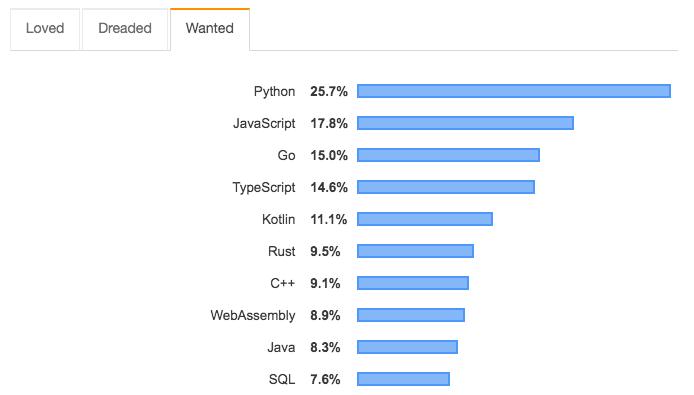 Loved Dreaded Wanted
Python 25.7%
JavaScript 17.8%
Go 15.0%
TypeScript 14.6%
Kotlin 11.1%
Rust 9.5%
C++ 9.1%
WebAssembly 8.9%
Java 8.3%
SQL 7.6%